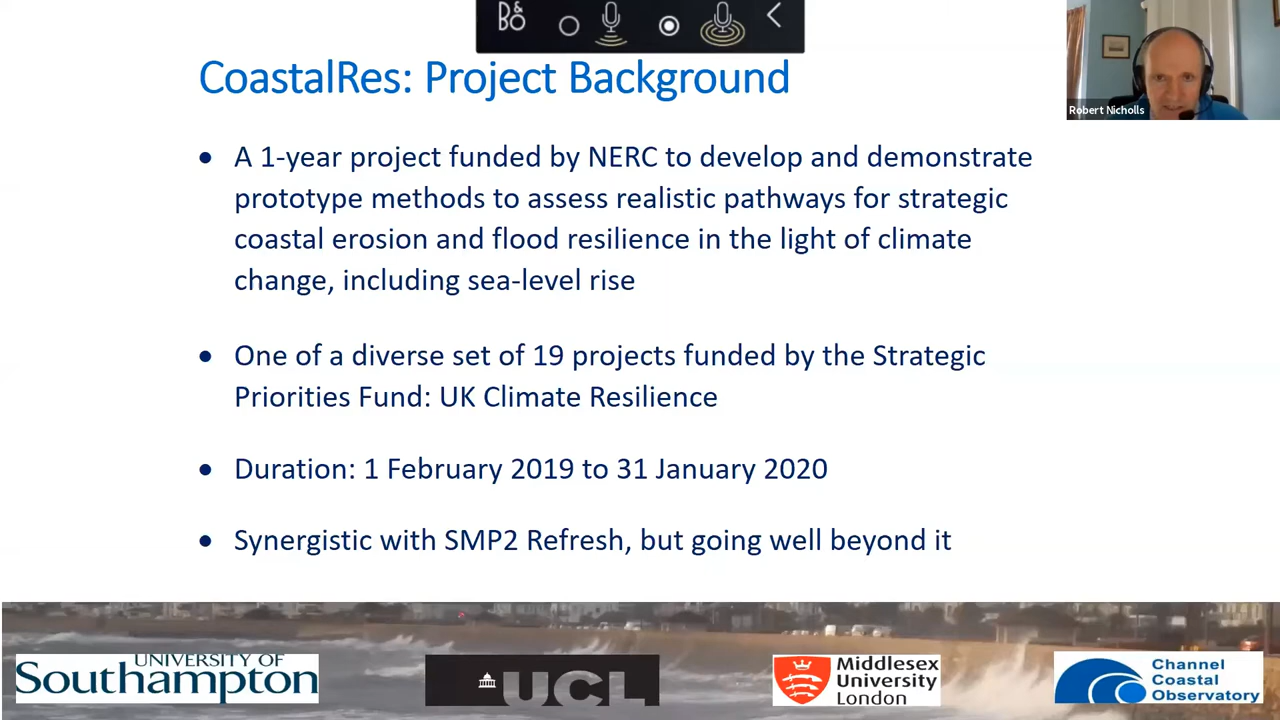 B&O
CoastalRes: Project Background
Robert Nicholls
• A 1-year project funded by NERC to develop and demonstrate
prototype methods to assess realistic pathways for strategic
coastal erosion and flood resilience in the light of climate
change, including sea-level rise
• One of a diverse set of 19 projects funded by the Strategic
Priorities Fund: UK Climate Resilience
• Duration: 1 February 2019 to 31 January 2020
• Synergistic with SMP2 Refresh, but going well beyond it
UNIVERSITY OF
Southampton
UCL
Middlesex
University
London
Channel
Coastal
Observatory